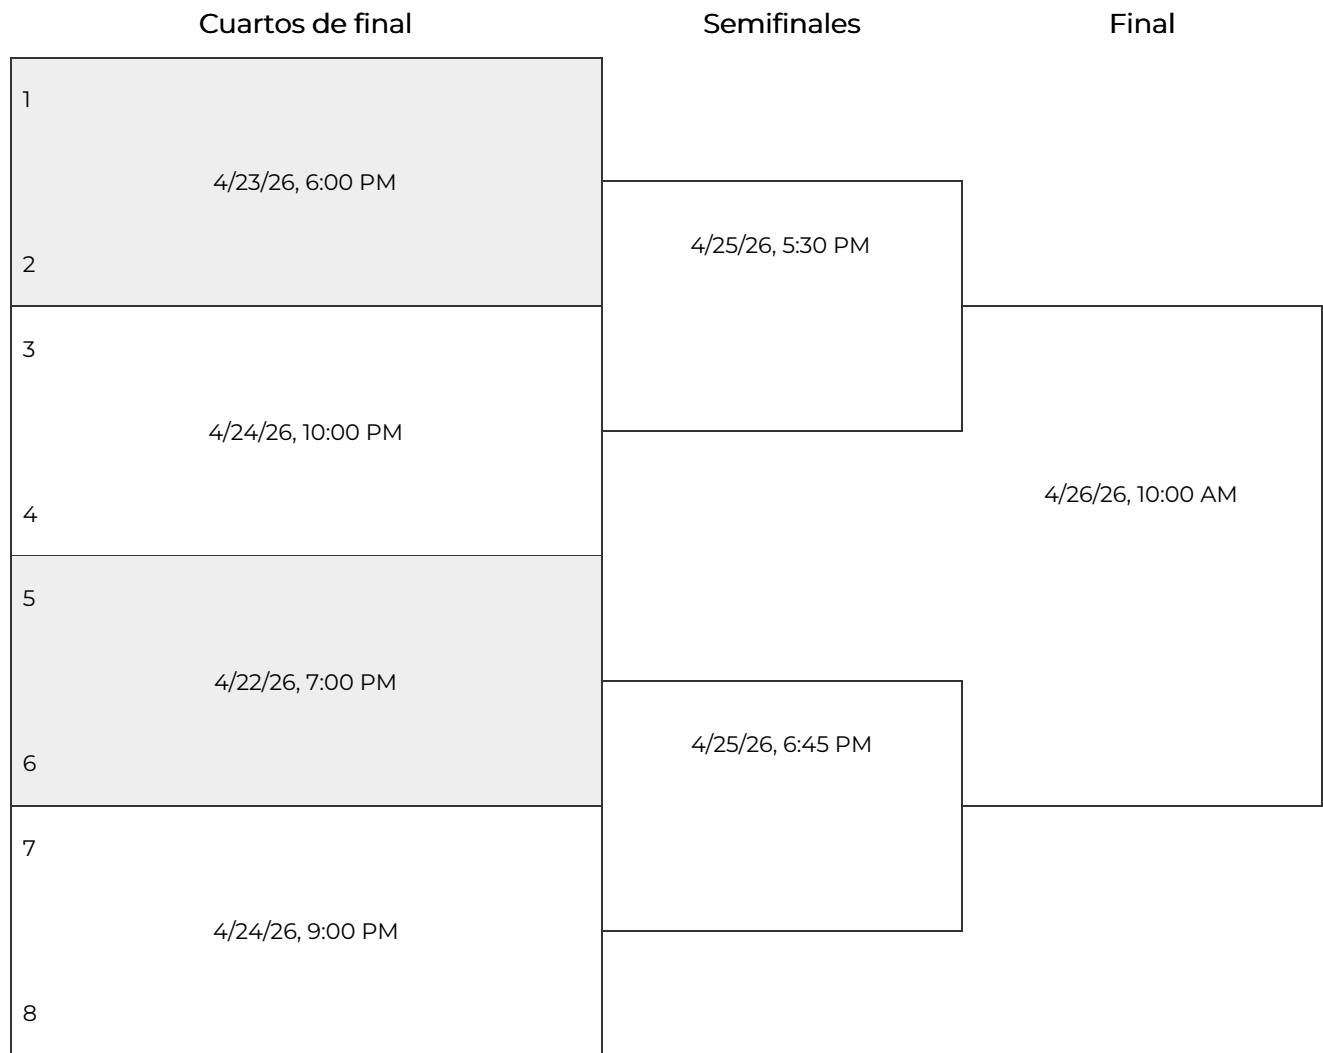 Cuartos de final
Semifinales
Final
1
4/23/26, 6:00 PM
2
3
4/24/26, 10:00 PM
4
5
4/22/26, 7:00 PM
6
7
4/24/26, 9:00 PM
8
4/25/26, 5:30 PM
4/25/26, 6:45 PM
4/26/26, 10:00 AM